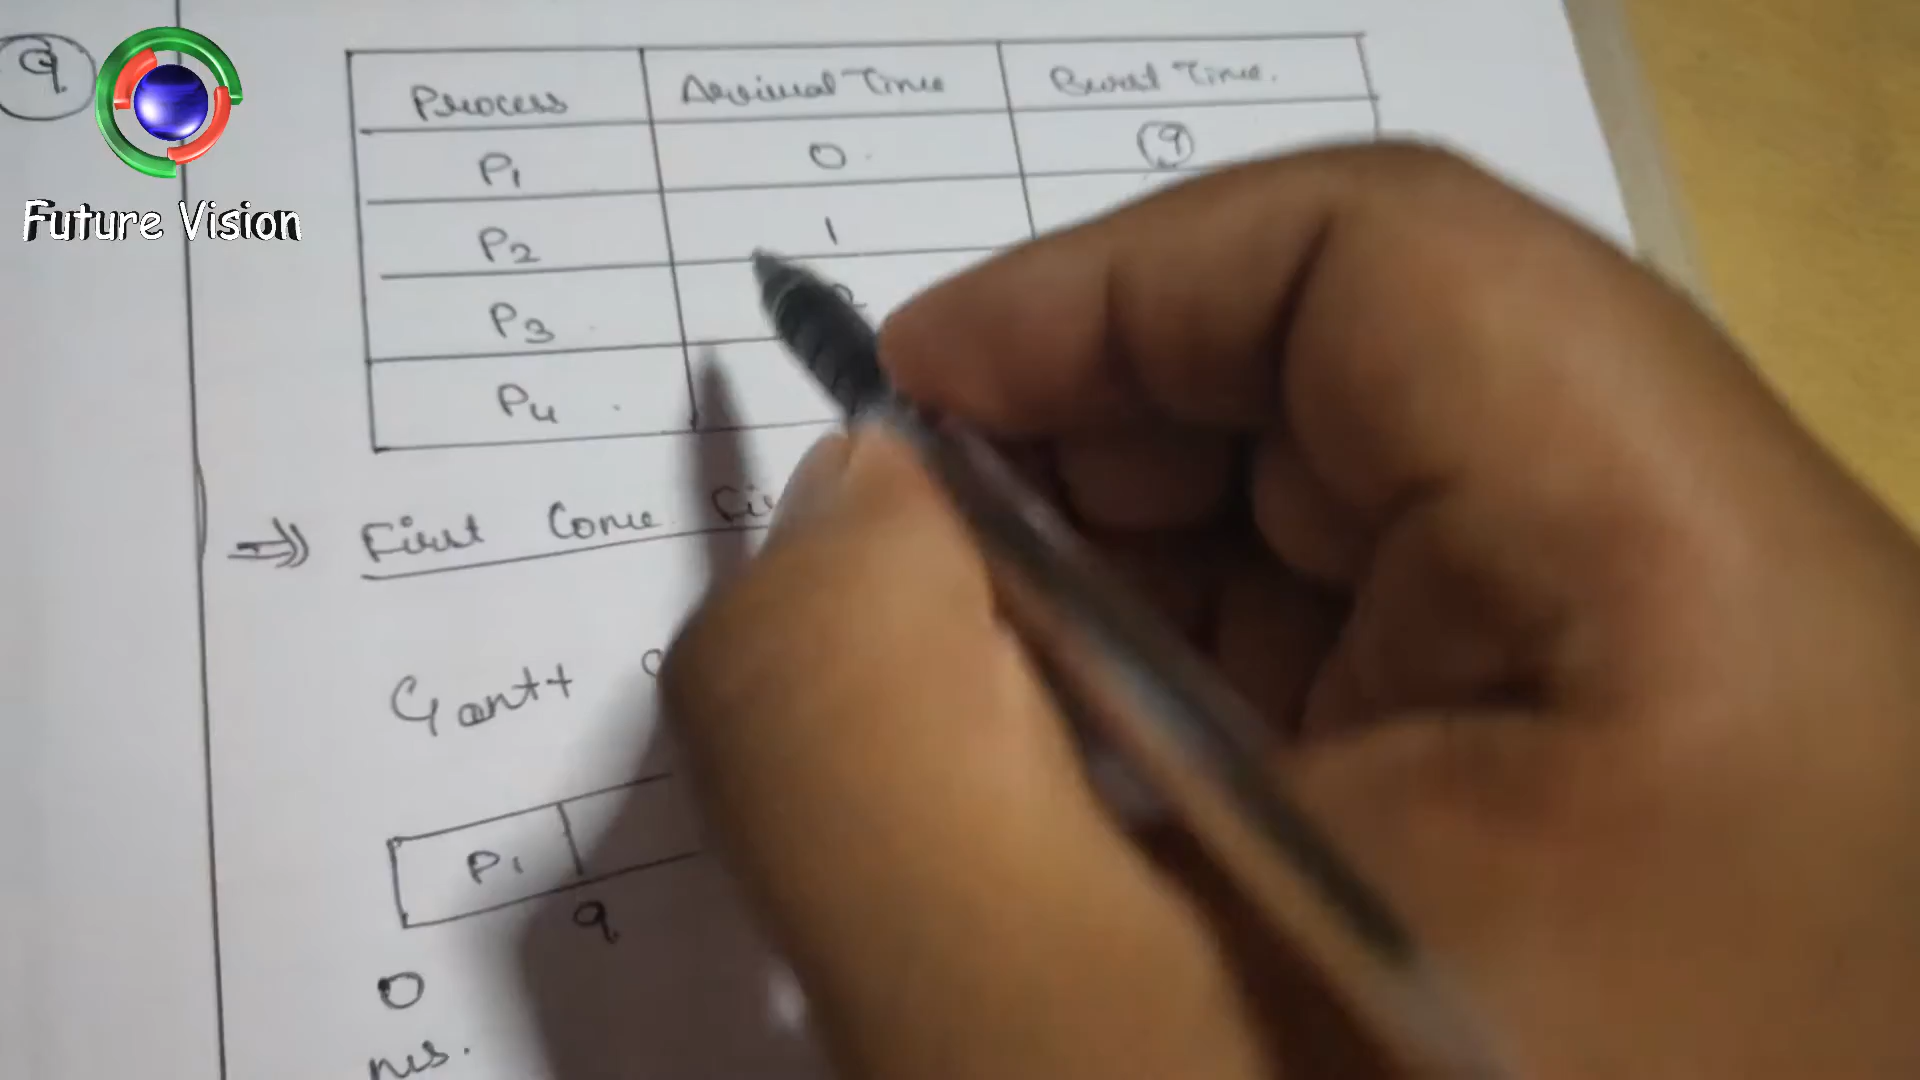 Q
Future Vision
Process Arrival Time Burst Time.
P1 0 9
P2 1
P3 2
P4
⇒ First Come
Gantt
P1
9
0
ms.